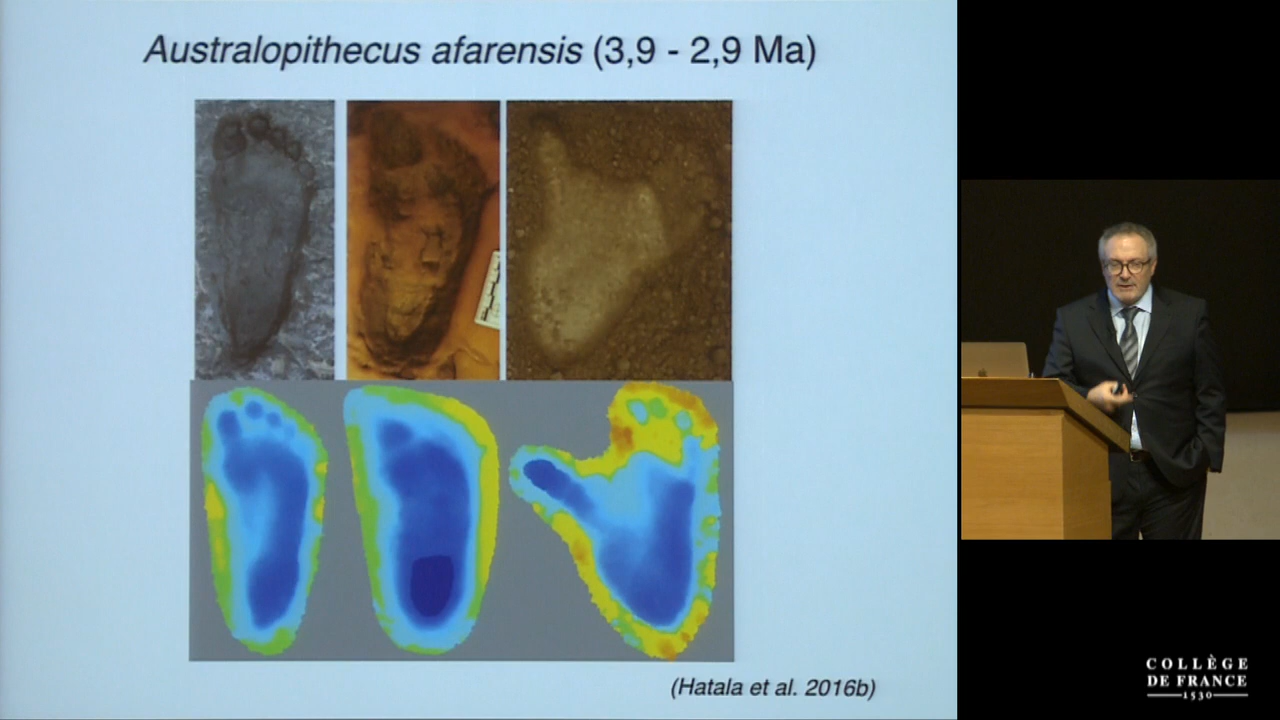 Australopithecus afarensis (3,9 - 2,9 Ma)
(Hatala et al. 2016b)
COLLÈGE
DE FRANCE
1530